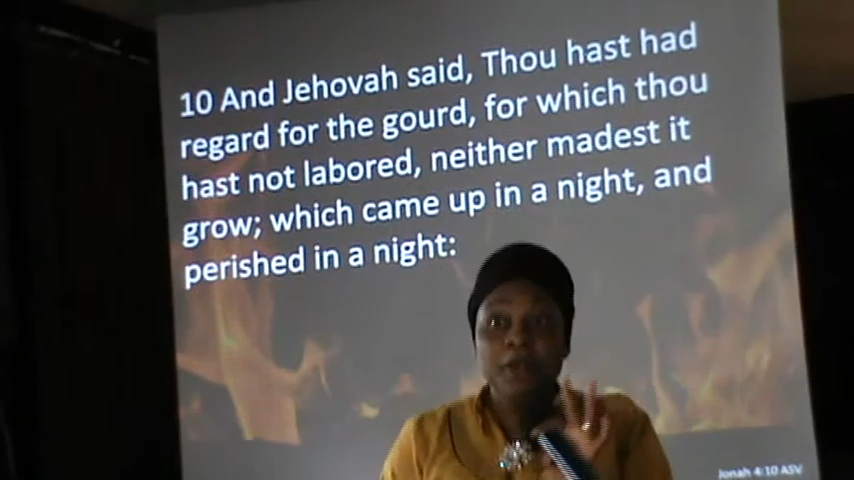 10 And Jehovah said, Thou hast had
regard for the gourd, for which thou
hast not labored, neither madest it
grow; which came up in a night, and
perished in a night:
Jonah 4:10 ASV